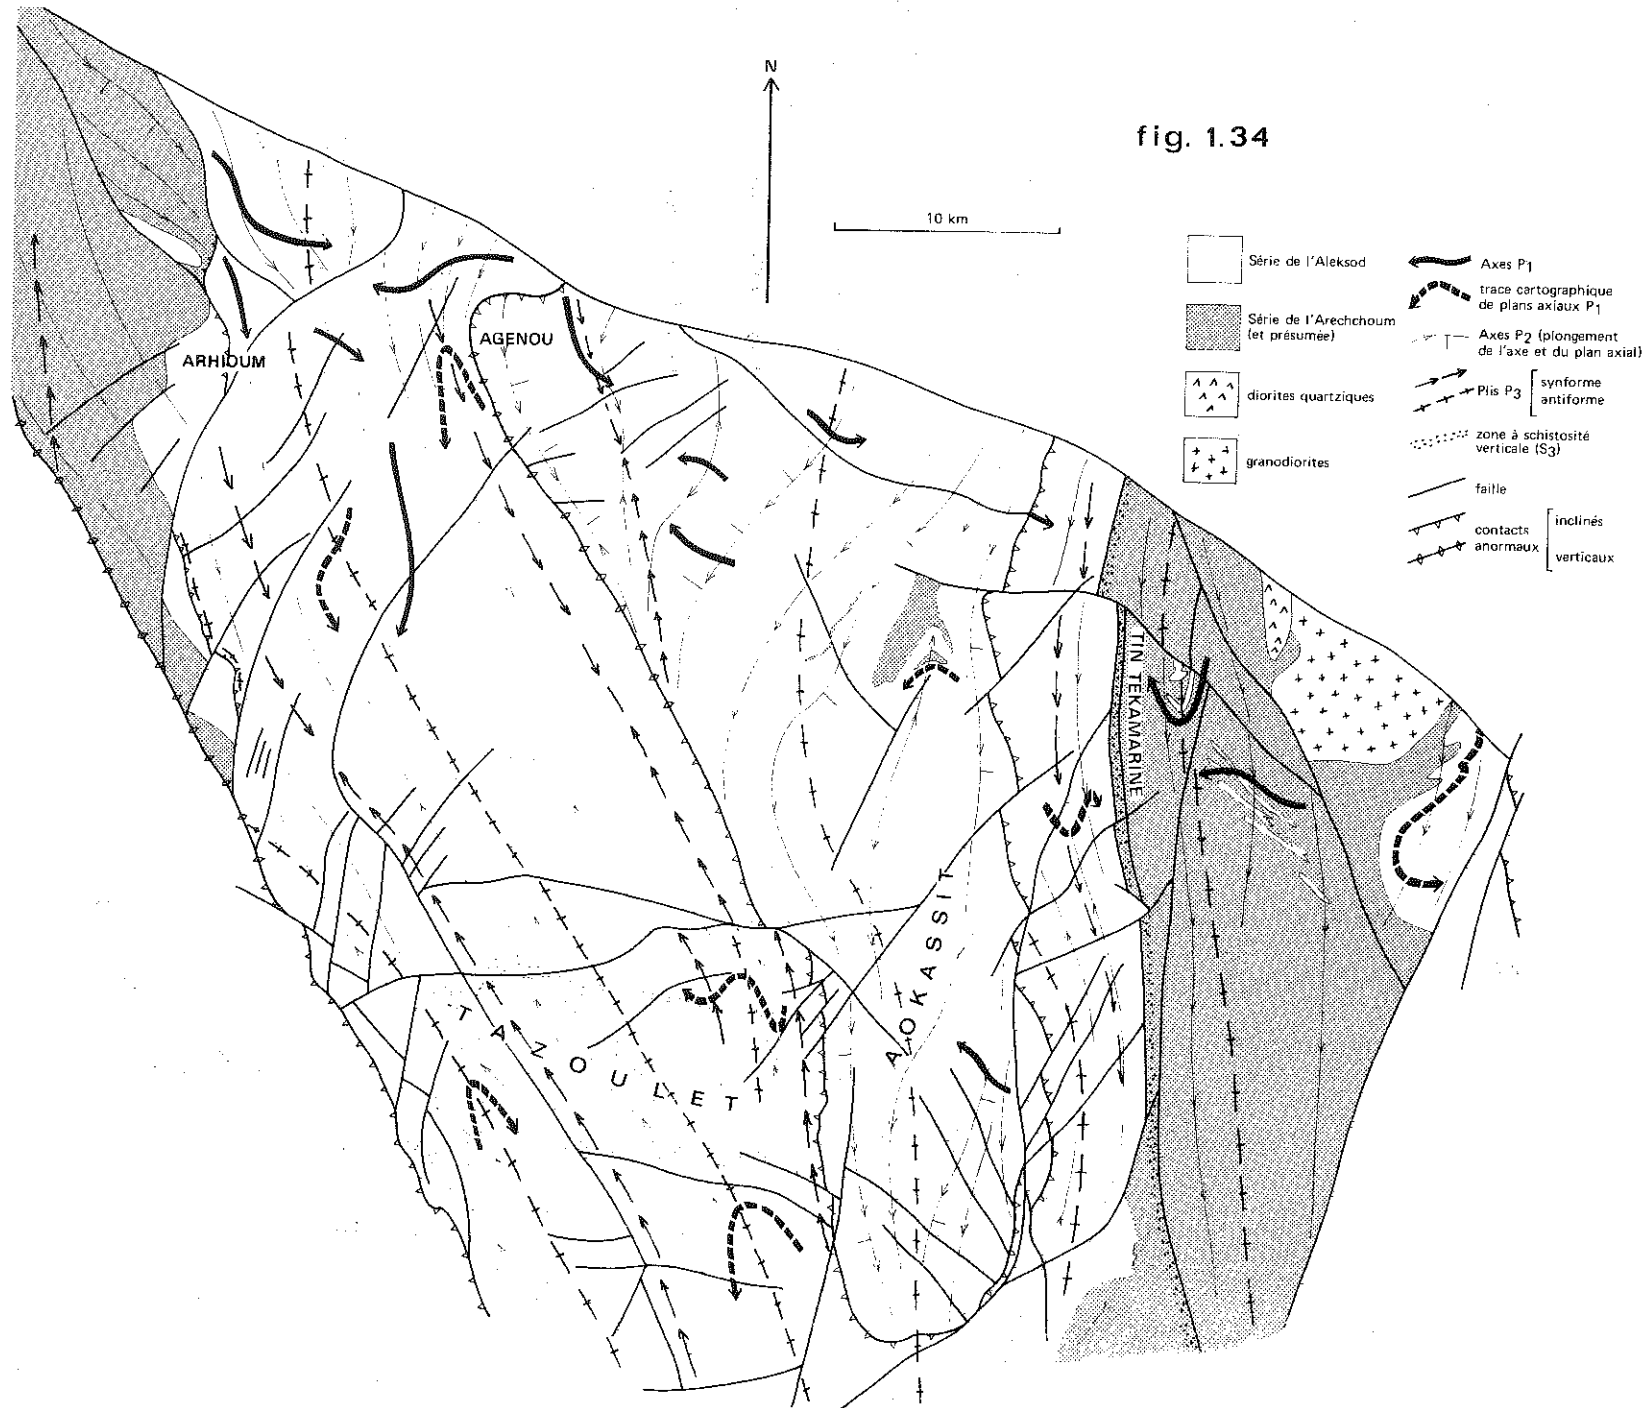 N
fig. 1.34
10 km
Série de l'Aleksod
Série de l'Arechchoum
(et présumée)
diorites quartziques
granodiorites
Axes P1
trace cartographique
de plans axiaux P1
Axes P2 (plongement
de l'axe et du plan axial)
Plis P3
synforme
antiforme
zone à schistosité
verticale (S3)
faille
contacts
anormaux
inclinés
verticaux
ARHIOUM
AGENOU
TIN TEKAMARINE
AOKASSIT
TAZOULET